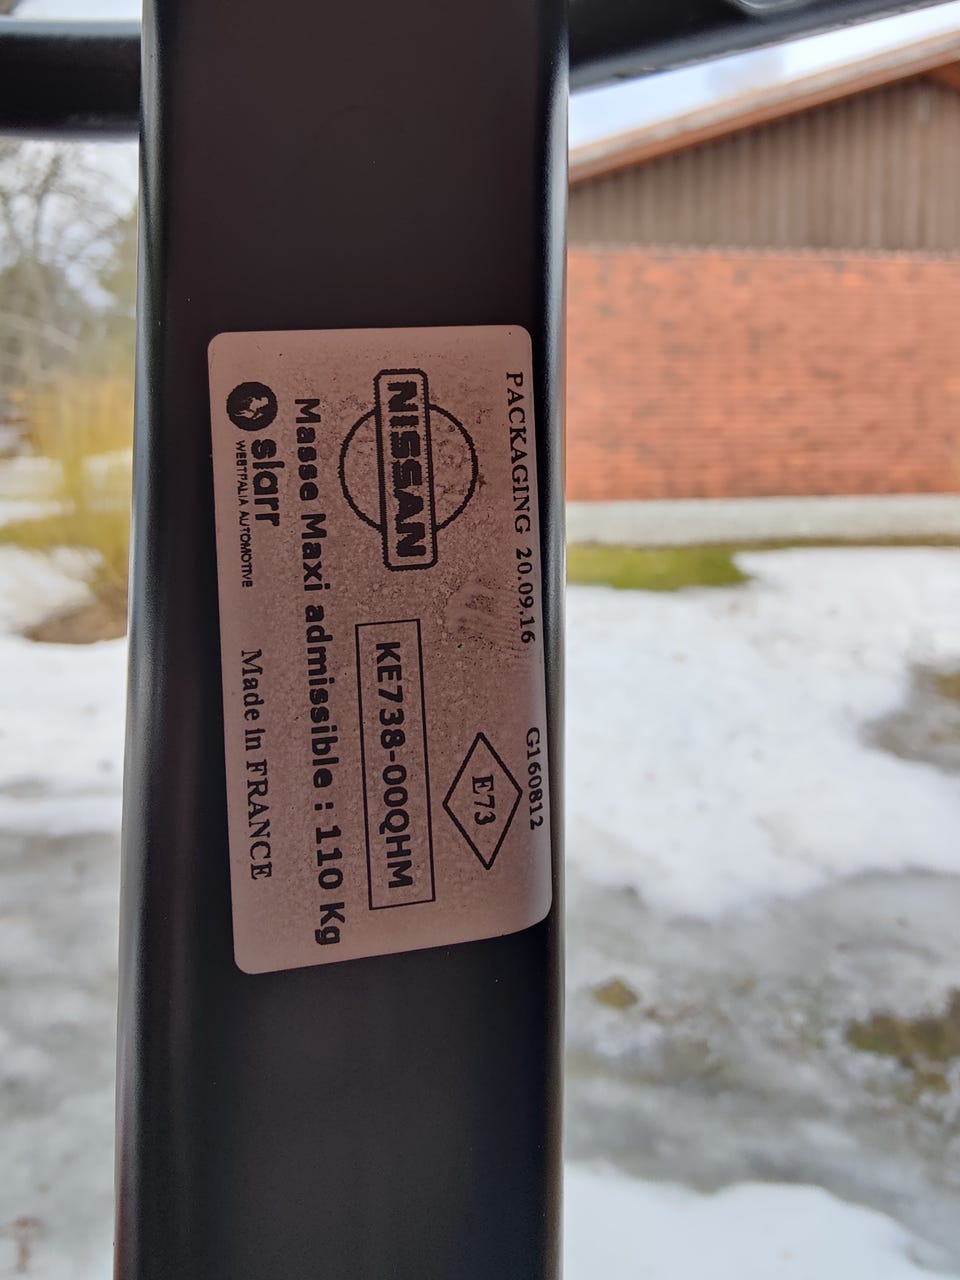 PACKAGING 20.09.16 G160812
NISSAN
E73
KE738-00QHM
Masse Maxi admissible : 110 Kg
siarr
WESTFALIA AUTOMOTIVE
Made in FRANCE